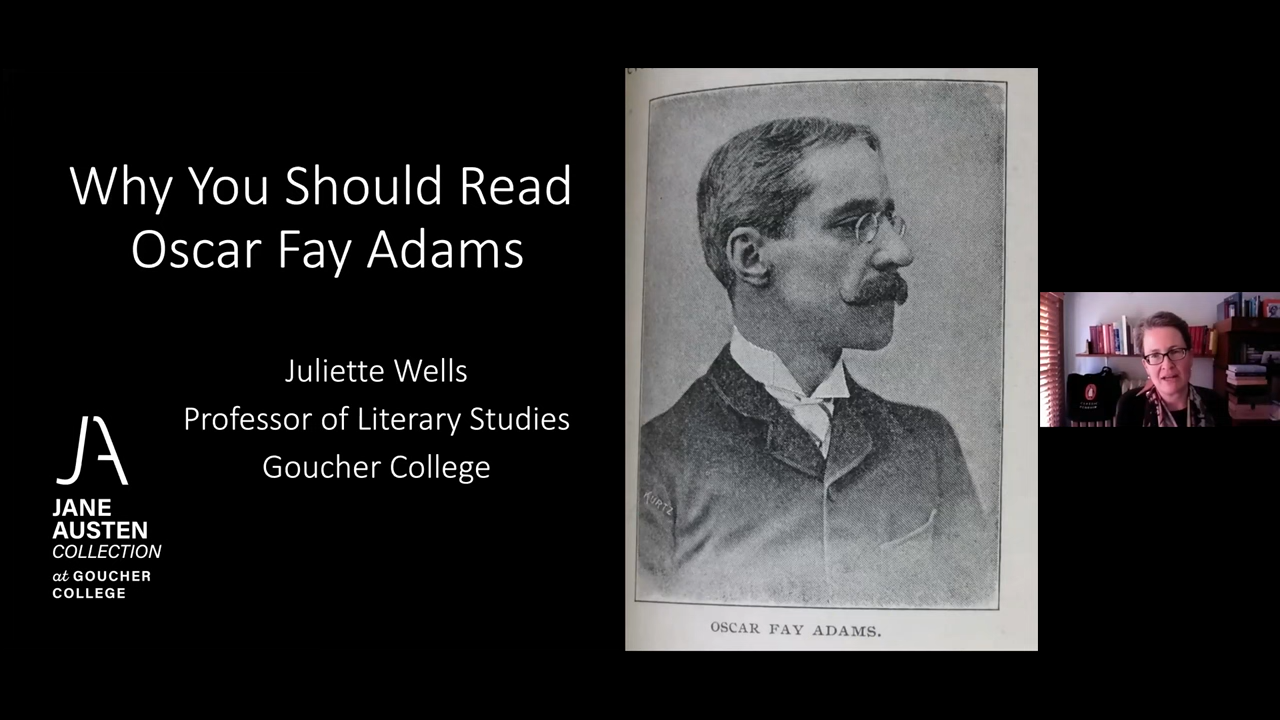 Why You Should Read
Oscar Fay Adams
Juliette Wells
Professor of Literary Studies
Goucher College
JA
JANE
AUSTEN
COLLECTION
at GOUCHER
COLLEGE
KURTZ
OSCAR FAY ADAMS.